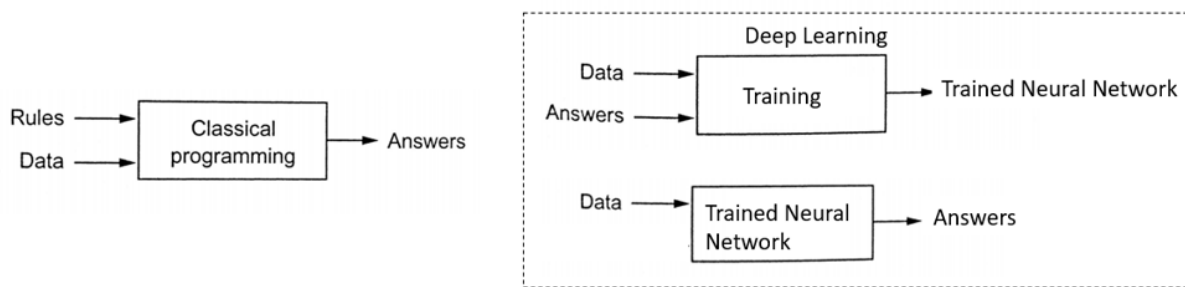 Rules
Data
Classical
programming
Answers
Deep Learning
Data
Answers
Training
Trained Neural Network
Data
Trained Neural
Network
Answers